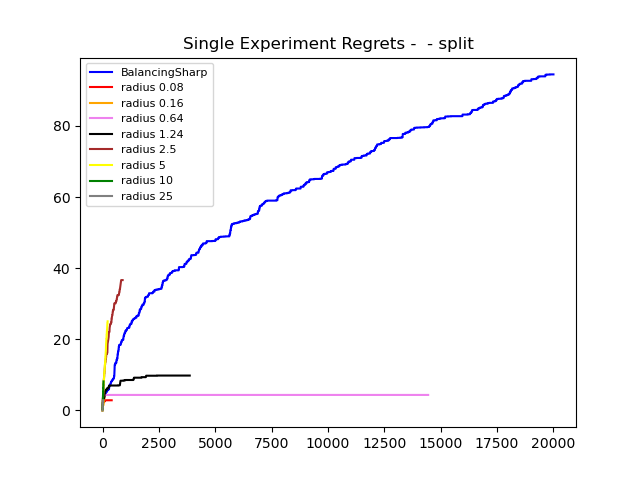 Single Experiment Regrets -  - split
BalancingSharp
radius 0.08
radius 0.16
radius 0.64
radius 1.24
radius 2.5
radius 5
radius 10
radius 25
80
60
40
20
0
0 2500 5000 7500 10000 12500 15000 17500 20000